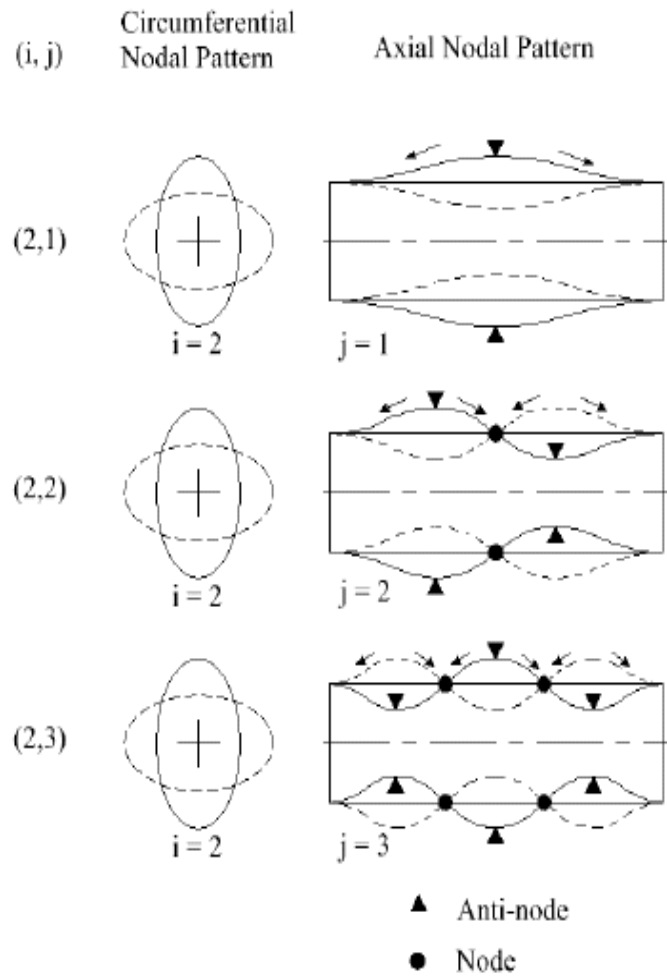 (i, j)
Circumferential
Nodal Pattern
Axial Nodal Pattern
(2,1)
i = 2
j = 1
(2,2)
i = 2
j = 2
(2,3)
i = 2
j = 3
Anti-node
Node